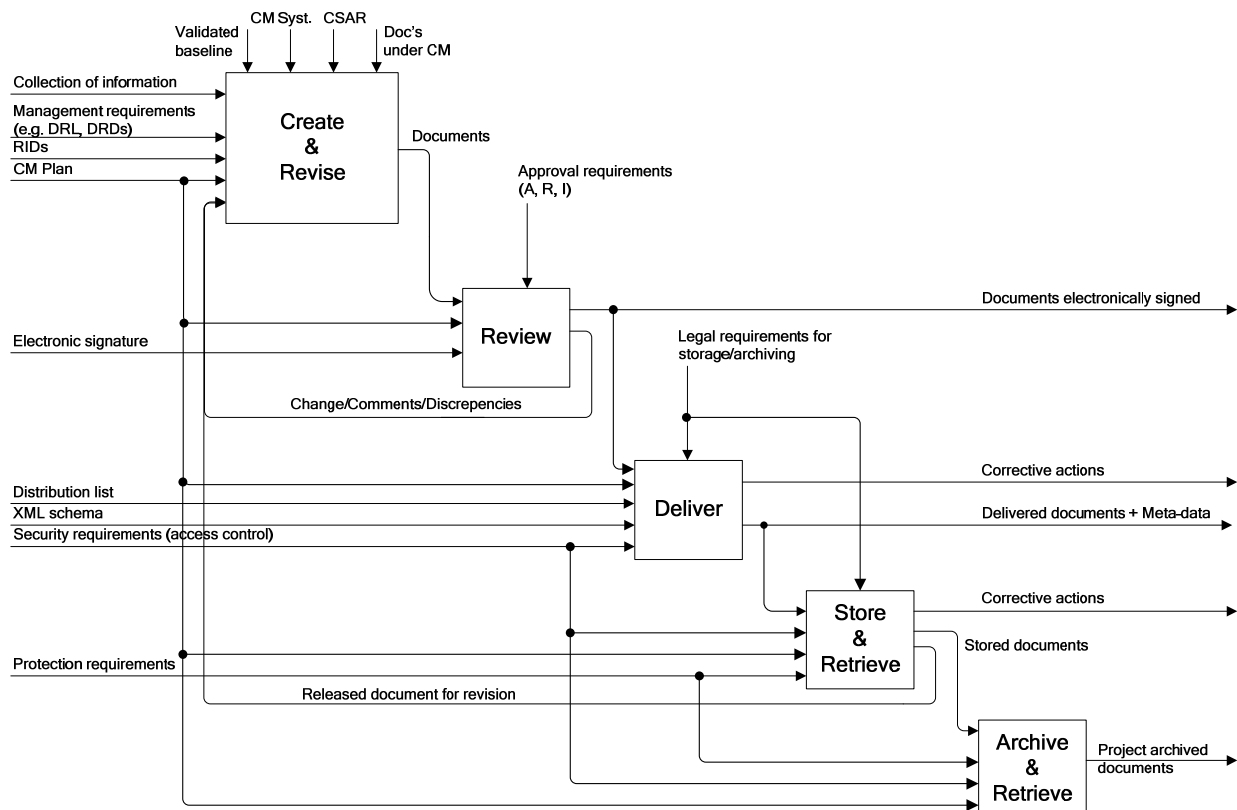 CM Syst.
CSAR
Validated
baseline
Doc's
under CM
Collection of information
Management requirements
(e.g. DRL, DRDs)
RIDs
CM Plan
Create
&
Revise
Documents
Approval requirements
(A, R, I)
Documents electronically signed
Electronic signature
Review
Legal requirements for
storage/archiving
Change/Comments/Discrepencies
Corrective actions
Distribution list
XML schema
Security requirements (access control)
Deliver
Delivered documents + Meta-data
Corrective actions
Store
&
Retrieve
Stored documents
Protection requirements
Released document for revision
Archive
&
Retrieve
Project archived
documents